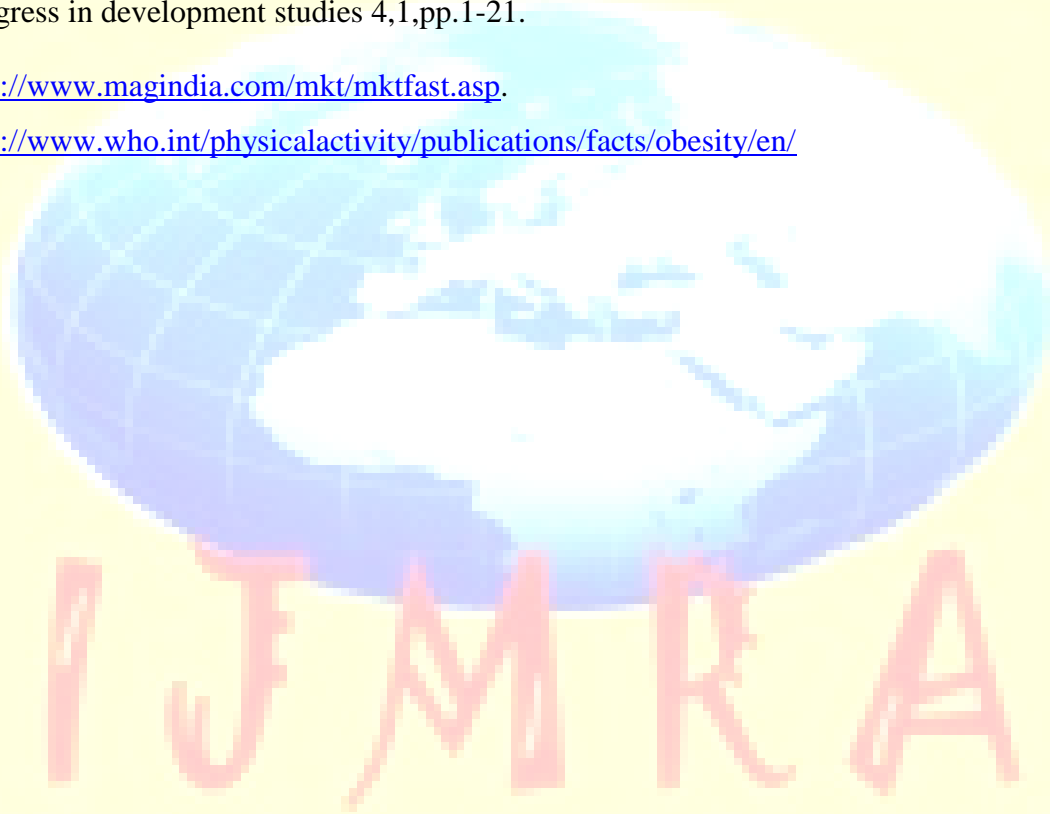 gress in development studies 4,1,pp.1-21.
://www.magindia.com/mkt/mktfast.asp.
://www.who.int/physicalactivity/publications/facts/obesity/en/
IJMRA